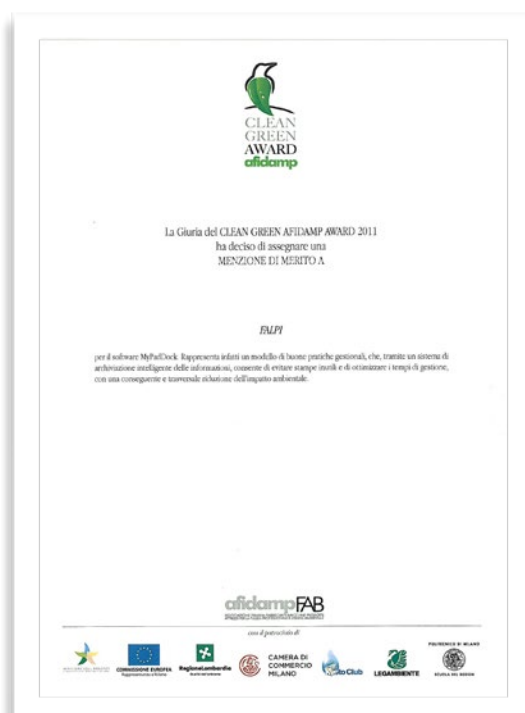 CLEAN
GREEN
AWARD
afidamp
La Giuria del CLEAN GREEN AFIDAMP AWARD 2011
ha deciso di assegnare una
MENZIONE DI MERITO A
FALPI
per il software MyPadDock. Rappresenta infatti un modello di buone pratiche gestionali, che, tramite un sistema di
archiviazione intelligente delle informazioni, consente di evitare stampe inutili e di ottimizzare i tempi di gestione,
con una conseguente e trasversale riduzione dell'impatto ambientale.
afidampFAB
con il patrocinio di
COMMISSIONE EUROPEA
RegioneLombardia
CAMERA DI
COMMERCIO
MILANO
Club
LEGAMBIENTE
POLITECNICO DI MILANO
SCUOLA DEL DESIGN